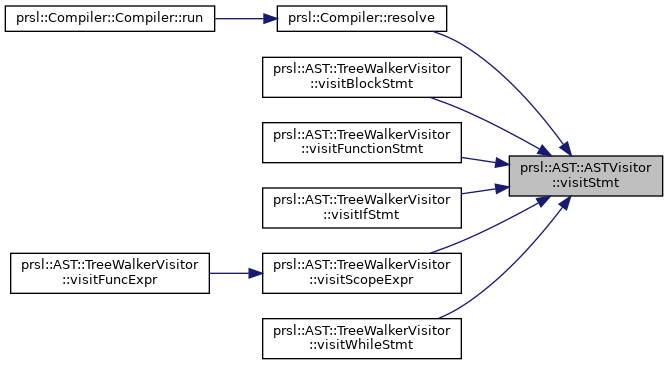 prsl::Compiler::Compiler::run
prsl::Compiler::resolve
prsl::AST::TreeWalkerVisitor
::visitBlockStmt
prsl::AST::TreeWalkerVisitor
::visitFunctionStmt
prsl::AST::ASTVisitor
::visitStmt
prsl::AST::TreeWalkerVisitor
::visitIfStmt
prsl::AST::TreeWalkerVisitor
::visitFuncExpr
prsl::AST::TreeWalkerVisitor
::visitScopeExpr
prsl::AST::TreeWalkerVisitor
::visitWhileStmt